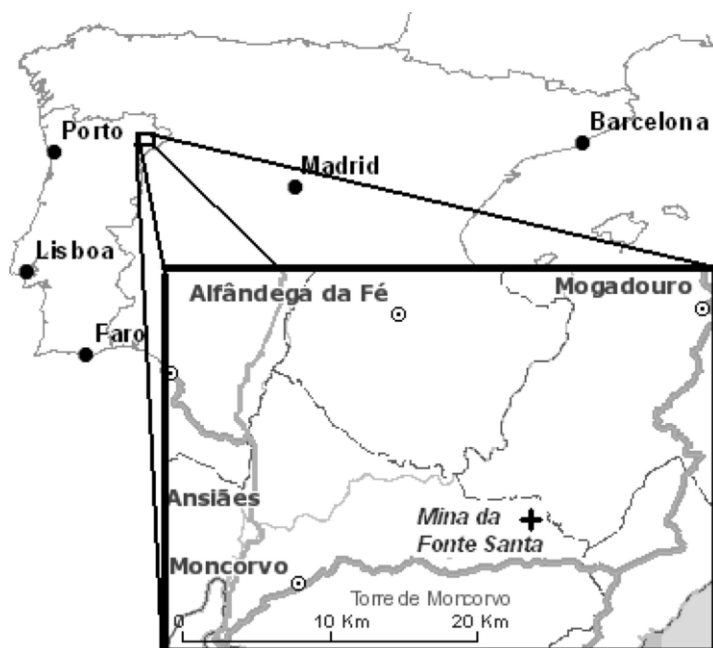 Porto
Barcelona
Madrid
Lisboa
Faro
Alfândega da Fé
Mogadouro
Ansiães
Mina da
Fonte Santa
Moncorvo
Torre de Morcorvo
0 10 Km 20 Km